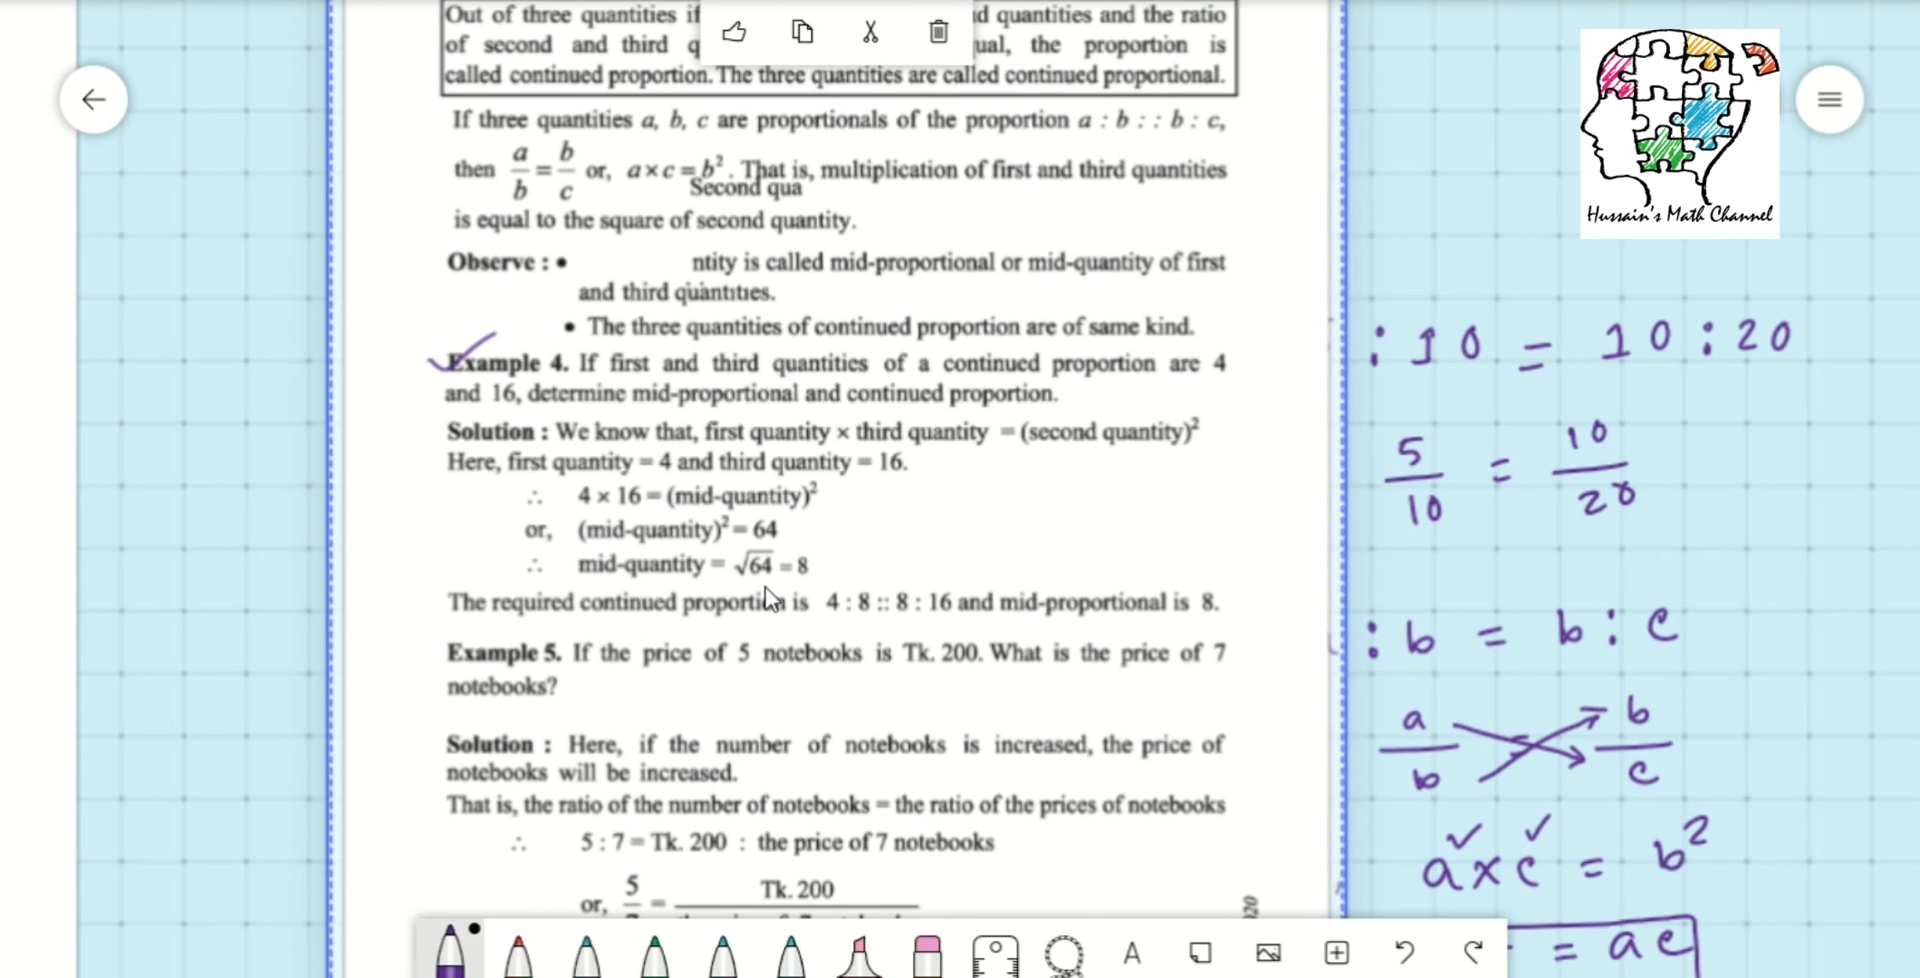 Out of three quantities if d quantities and the ratio
of second and third q ual, the proportion is
called continued proportion. The three quantities are called continued proportional.
If three quantities a, b, c are proportionals of the proportion a : b : : b : c,
then a/b = b/c or, a×c = b². That is, multiplication of first and third quantities
Second qua
is equal to the square of second quantity.
Observe : • ntity is called mid-proportional or mid-quantity of first
and third quantities.
• The three quantities of continued proportion are of same kind.
Example 4. If first and third quantities of a continued proportion are 4
and 16, determine mid-proportional and continued proportion.
Solution : We know that, first quantity × third quantity = (second quantity)²
Here, first quantity = 4 and third quantity = 16.
∴ 4 × 16 = (mid-quantity)²
or, (mid-quantity)² = 64
∴ mid-quantity = √64 = 8
The required continued proportion is 4 : 8 :: 8 : 16 and mid-proportional is 8.
Example 5. If the price of 5 notebooks is Tk. 200. What is the price of 7
notebooks?
Solution : Here, if the number of notebooks is increased, the price of
notebooks will be increased.
That is, the ratio of the number of notebooks = the ratio of the prices of notebooks
∴ 5 : 7 = Tk. 200 : the price of 7 notebooks
or, 5 = Tk. 200
Hussain's Math Channel
: 10 = 10 : 20
5/10 = 10/20
: b = b : c
a/b b/c
a × c = b²
= ac
A